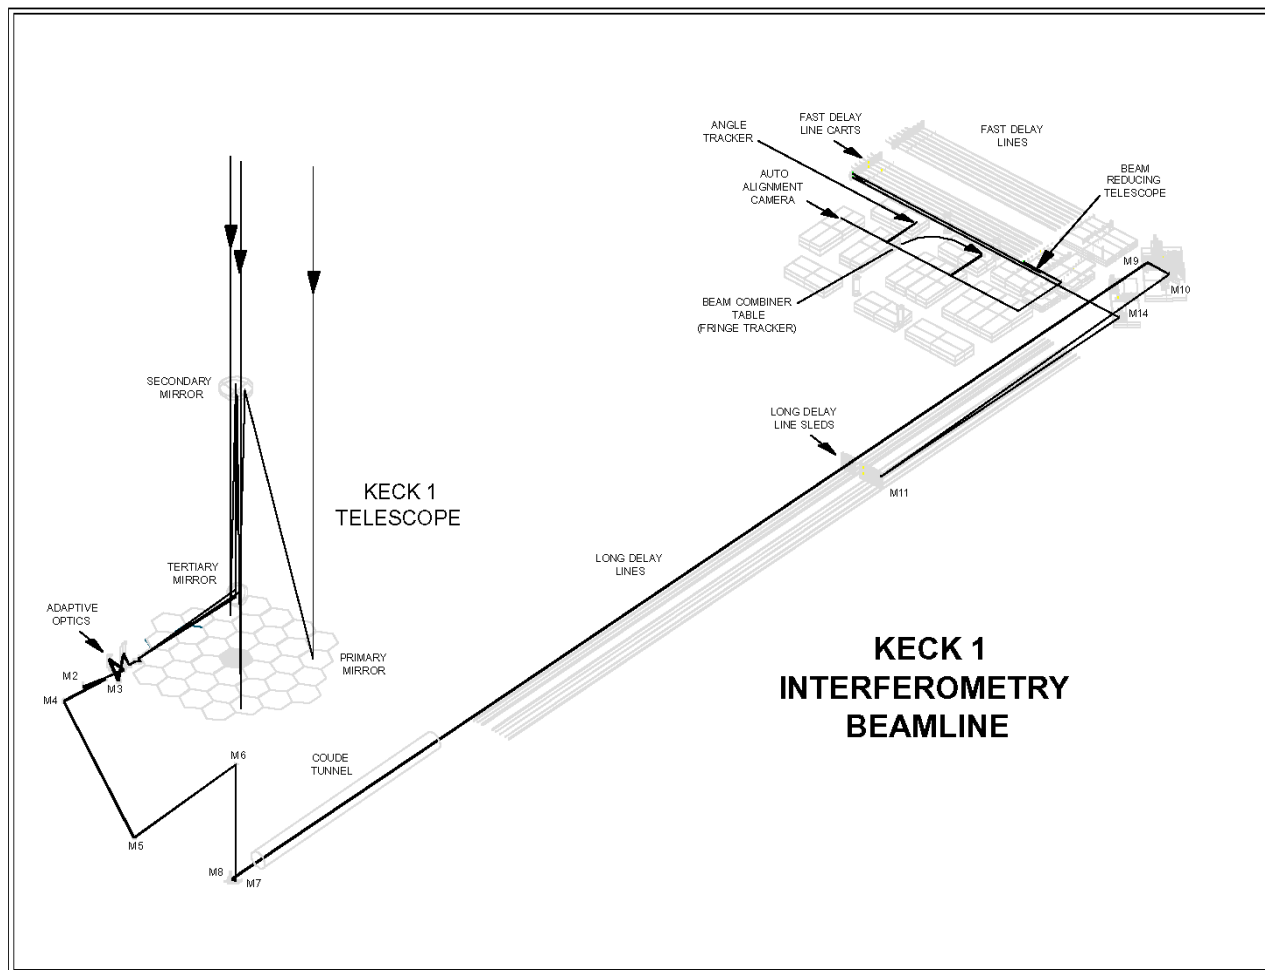 ANGLE
TRACKER
FAST DELAY
LINE CARTS
FAST DELAY
LINES
AUTO
ALIGNMENT
CAMERA
BEAM
REDUCING
TELESCOPE
M9
M10
M14
BEAM COMBINER
TABLE
(FRINGE TRACKER)
SECONDARY
MIRROR
LONG DELAY
LINE SLEDS
M11
KECK 1
TELESCOPE
LONG DELAY
LINES
TERTIARY
MIRROR
ADAPTIVE
OPTICS
PRIMARY
MIRROR
M2
M3
M4
KECK 1
INTERFEROMETRY
BEAMLINE
M6
COUDE
TUNNEL
M5
M8
M7